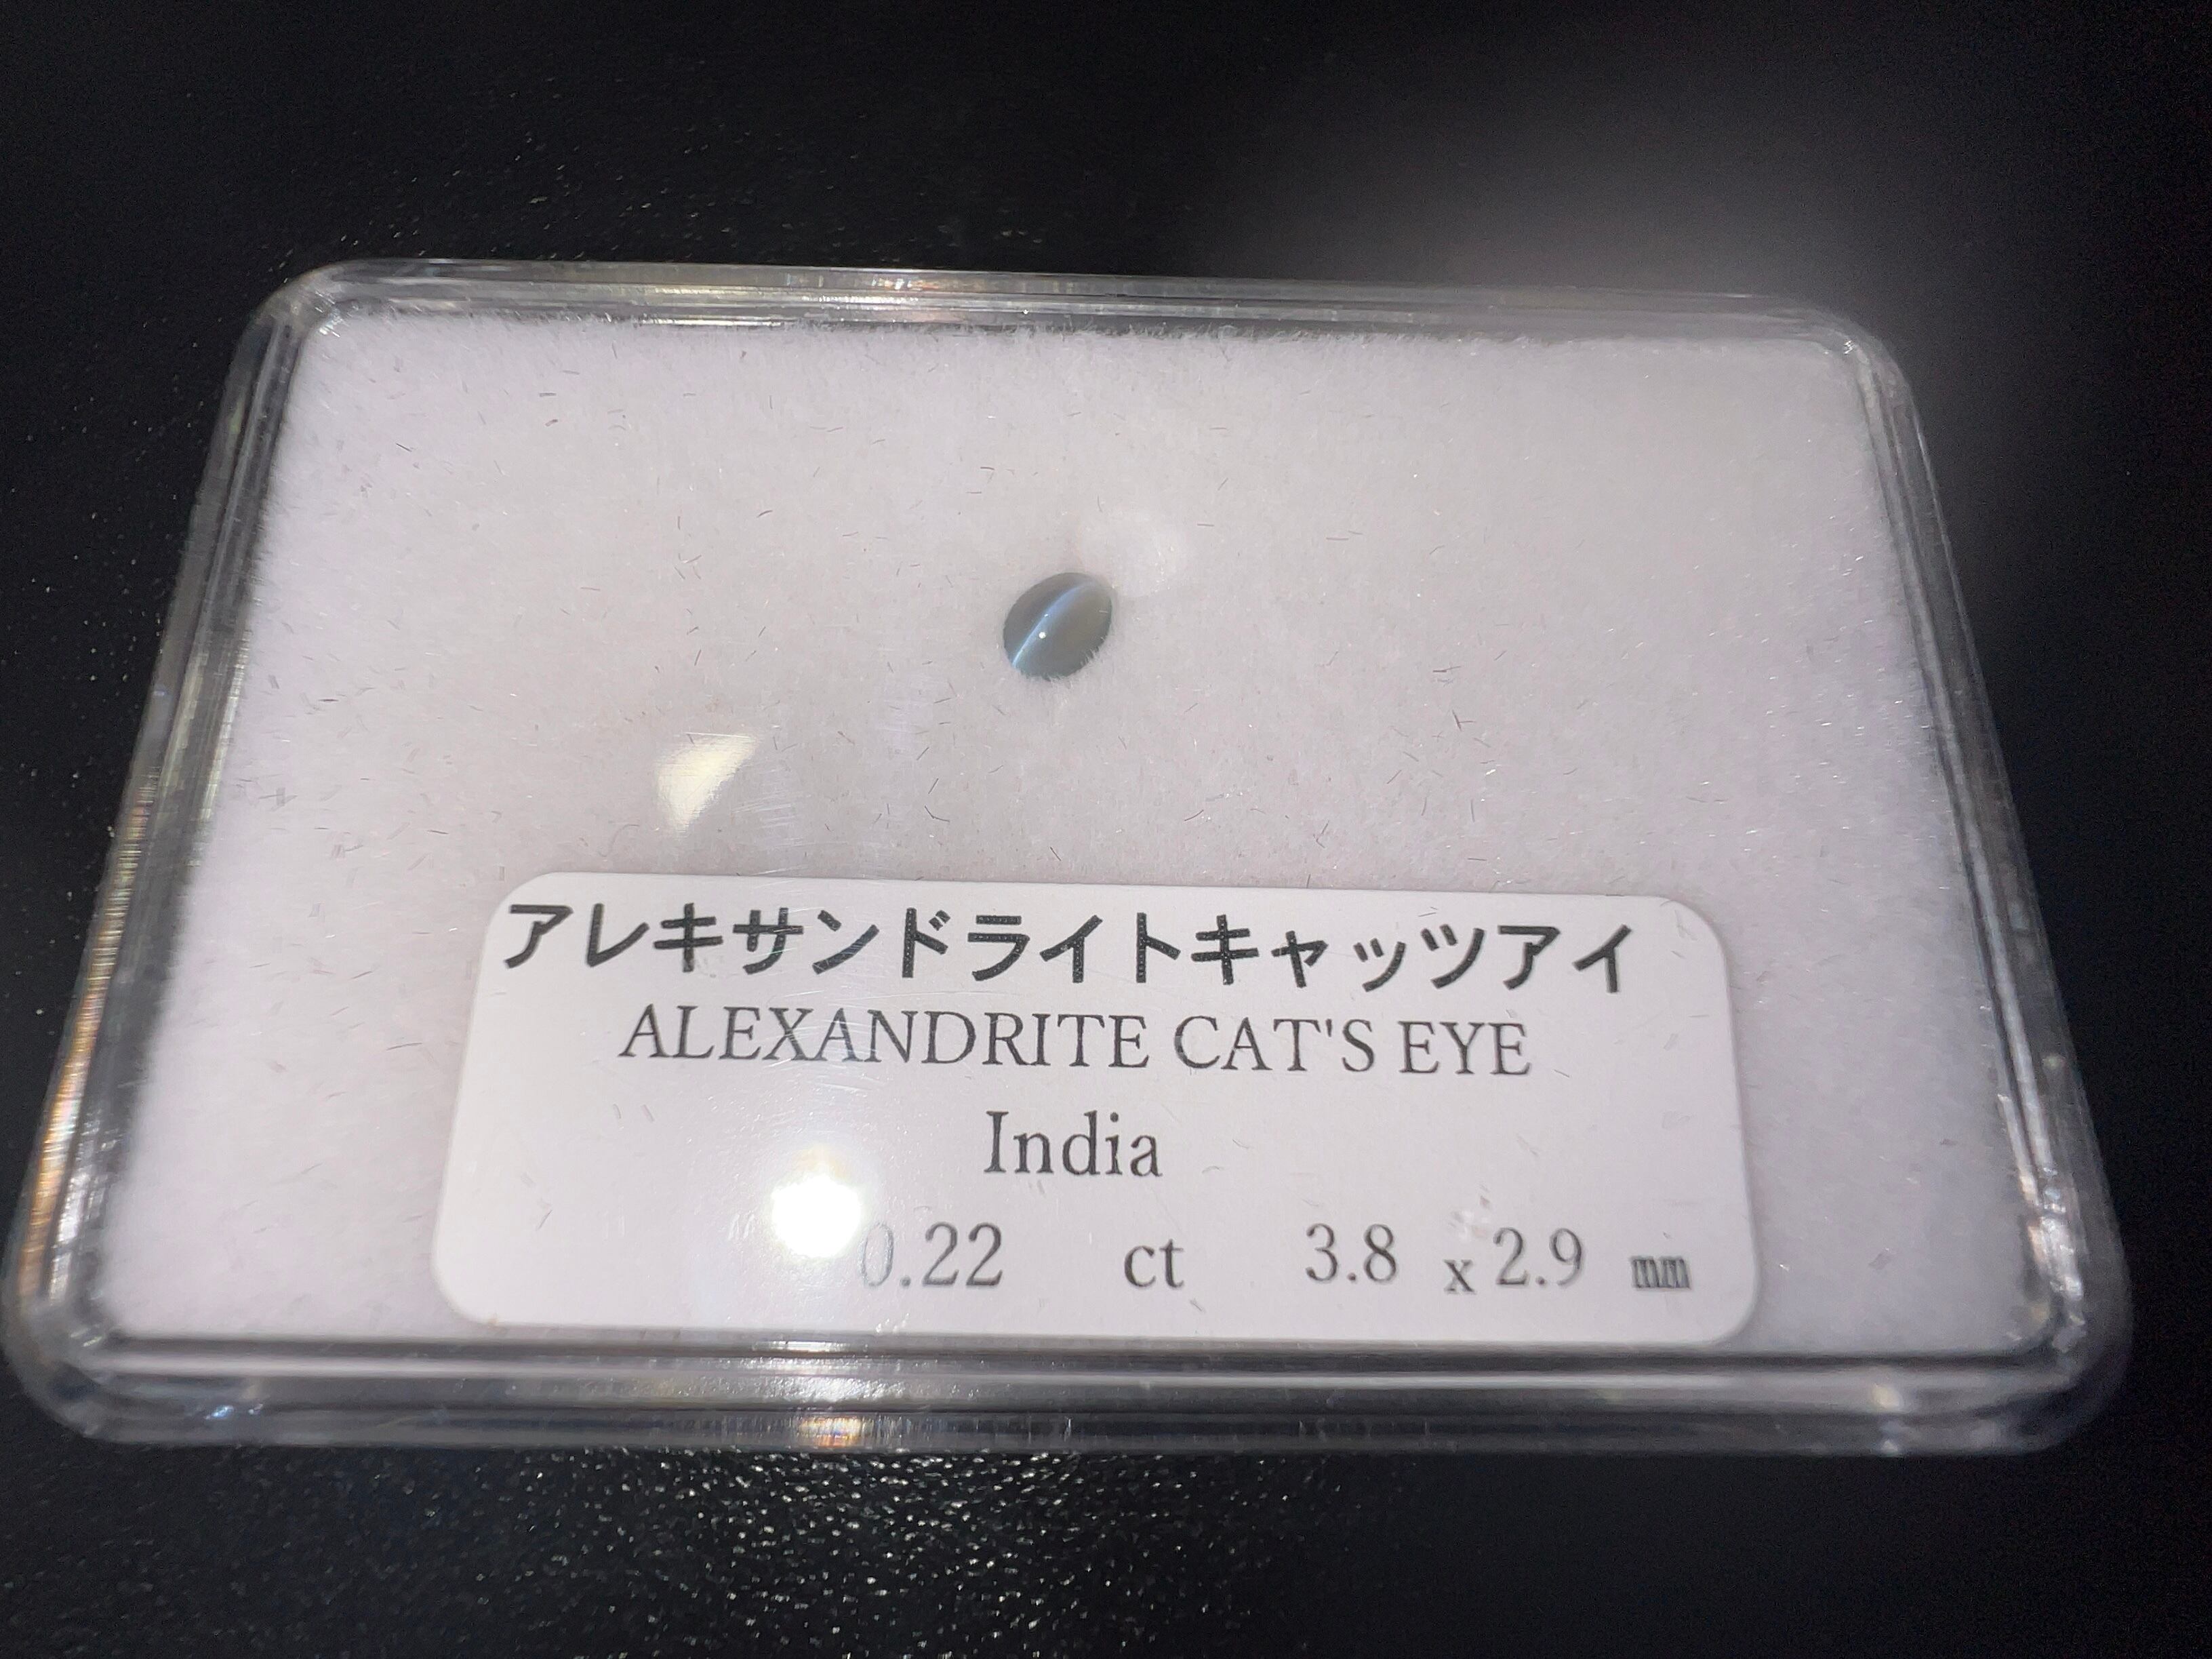 アレキサンドライトキャッツアイ
ALEXANDRITE CAT'S EYE
India
0.22 ct 3.8 x 2.9 mm